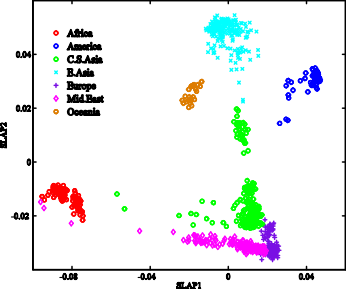 0.04
0.02
0
-0.02
SLAP2
Africa
America
C.S.Asia
E.Asia
Europe
Mid.East
Oceania
-0.08
-0.04
0
0.04
SLAP1